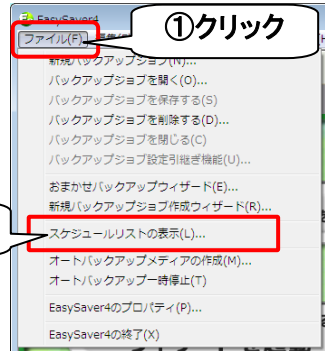 EasySaver4
①クリック
ファイル(F)
新規バックアップジョブ(N)...
バックアップジョブを開く(O)...
バックアップジョブを保存する(S)
バックアップジョブを削除する(D)...
バックアップジョブを閉じる(C)
バックアップジョブ設定引継ぎ機能(U)...
おまかせバックアップウィザード(E)...
新規バックアップジョブ作成ウィザード(R)...
スケジュールリストの表示(L)...
オートバックアップメディアの作成(M)...
オートバックアップ一時停止(T)
EasySaver4のプロパティ(P)...
EasySaver4の終了(X)